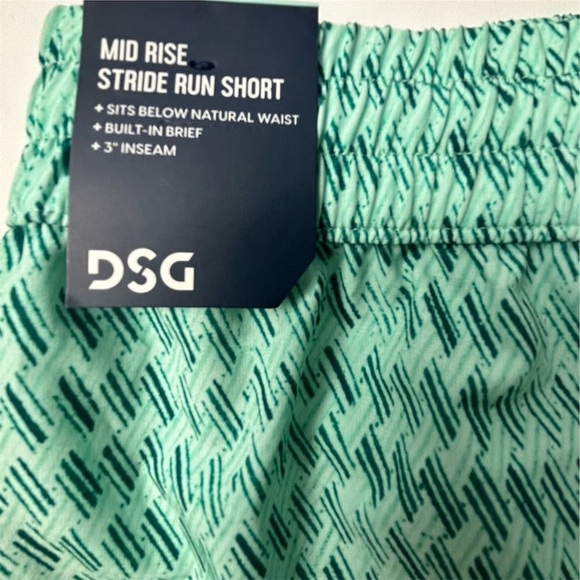 MID RISE
STRIDE RUN SHORT
+ SITS BELOW NATURAL WAIST
+ BUILT-IN BRIEF
+ 3" INSEAM
DSG